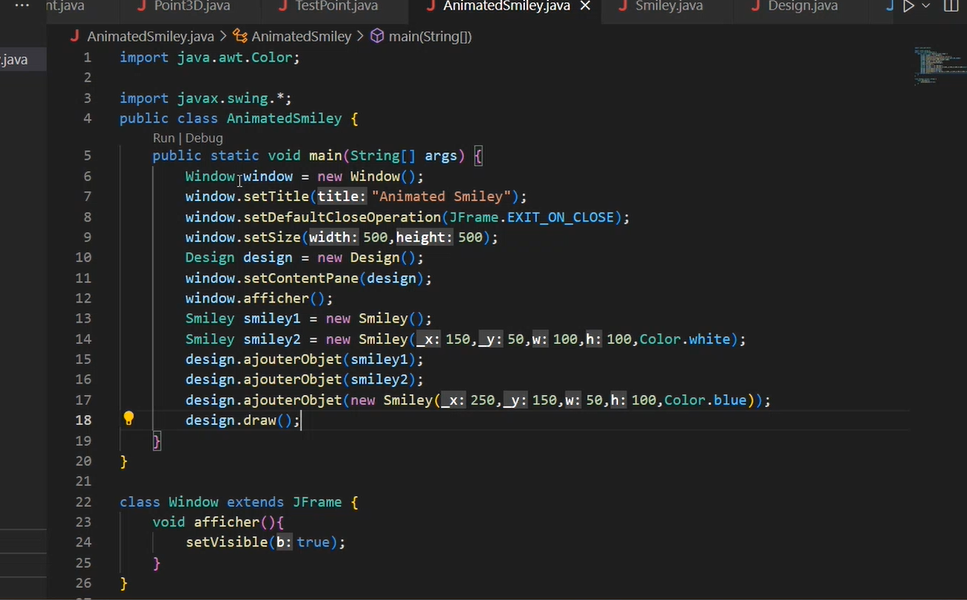 ··· nt.java J Point3D.java J TestPoint.java J AnimatedSmiley.java × J Smiley.java J Design.java J
.java
J AnimatedSmiley.java > AnimatedSmiley > main(String[])
1 import java.awt.Color;
2
3 import javax.swing.*;
4 public class AnimatedSmiley {
Run | Debug
5 public static void main(String[] args) {
6 Window window = new Window();
7 window.setTitle(title: "Animated Smiley");
8 window.setDefaultCloseOperation(JFrame.EXIT_ON_CLOSE);
9 window.setSize(width: 500,height: 500);
10 Design design = new Design();
11 window.setContentPane(design);
12 window.afficher();
13 Smiley smiley1 = new Smiley();
14 Smiley smiley2 = new Smiley(_x: 150,_y: 50,w: 100,h: 100,Color.white);
15 design.ajouterObjet(smiley1);
16 design.ajouterObjet(smiley2);
17 design.ajouterObjet(new Smiley(_x: 250,_y: 150,w: 50,h: 100,Color.blue));
18 design.draw();
19 }
20 }
21
22 class Window extends JFrame {
23 void afficher(){
24 setVisible(b: true);
25 }
26 }